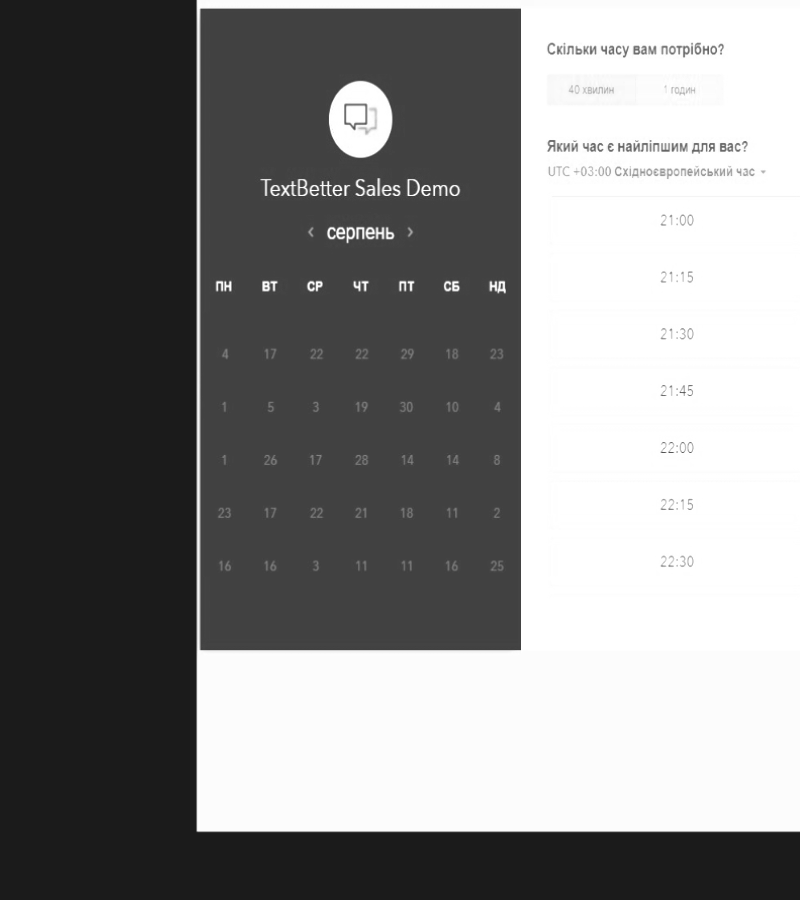 TextBetter Sales Demo
‹ серпень ›
ПН ВТ СР ЧТ ПТ СБ НД
4 17 22 22 29 18 23
1 5 3 19 30 10 4
1 26 17 28 14 14 8
23 17 22 21 18 11 2
16 16 3 11 11 16 25
Скільки часу вам потрібно?
40 хвилин 1 годин
Який час є найліпшим для вас?
UTC +03:00 Східноєвропейський час
21:00
21:15
21:30
21:45
22:00
22:15
22:30